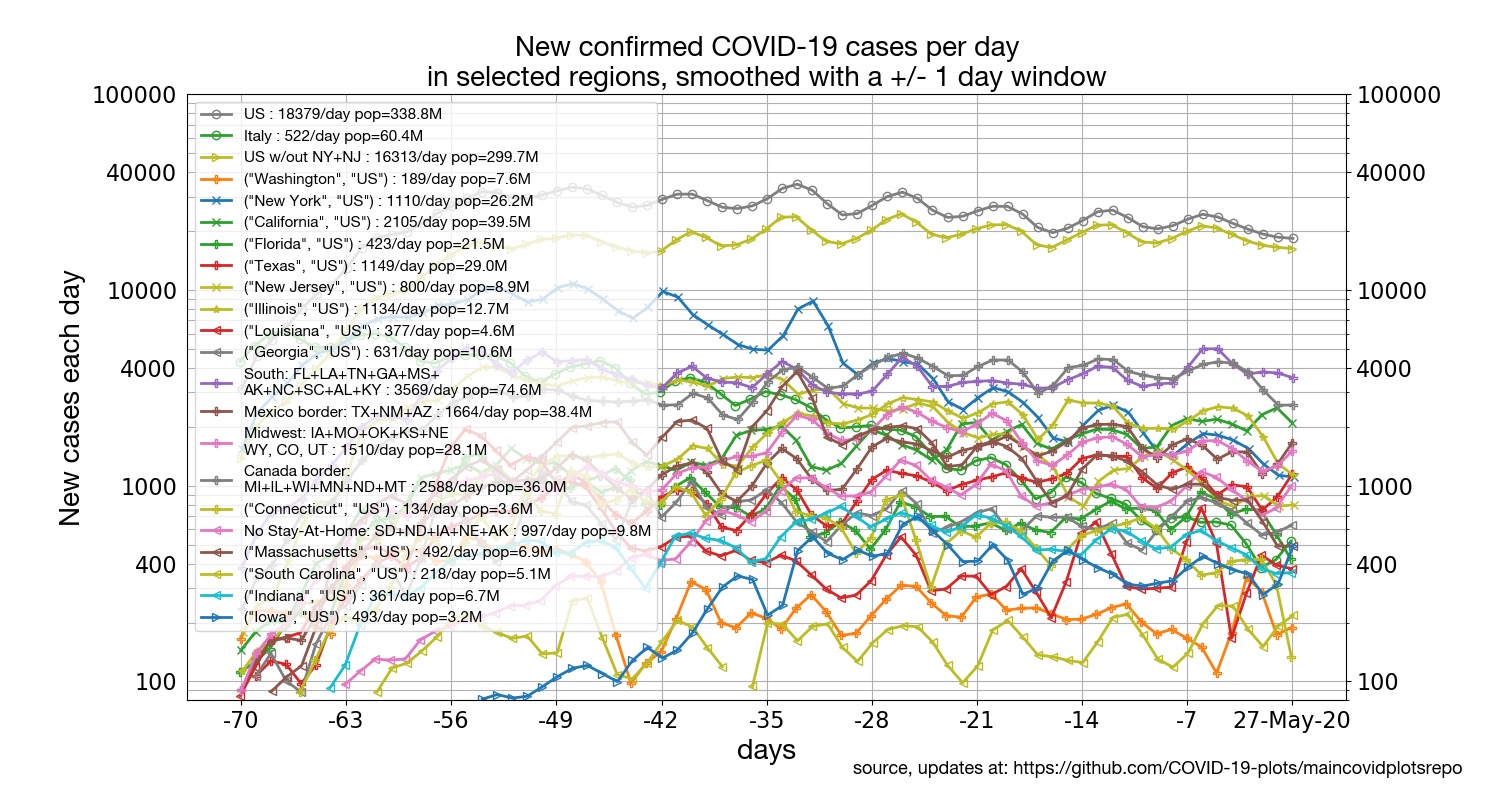 New confirmed COVID-19 cases per day
in selected regions, smoothed with a +/- 1 day window
100000
40000
10000
4000
1000
400
100
New cases each day
US : 18379/day pop=338.8M
Italy : 522/day pop=60.4M
US w/out NY+NJ : 16313/day pop=299.7M
("Washington", "US") : 189/day pop=7.6M
("New York", "US") : 1110/day pop=26.2M
("California", "US") : 2105/day pop=39.5M
("Florida", "US") : 423/day pop=21.5M
("Texas", "US") : 1149/day pop=29.0M
("New Jersey", "US") : 800/day pop=8.9M
("Illinois", "US") : 1134/day pop=12.7M
("Louisiana", "US") : 377/day pop=4.6M
("Georgia", "US") : 631/day pop=10.6M
South: FL+LA+TN+GA+MS+
AK+NC+SC+AL+KY : 3569/day pop=74.6M
Mexico border: TX+NM+AZ : 1664/day pop=38.4M
Midwest: IA+MO+OK+KS+NE
WY, CO, UT : 1510/day pop=28.1M
Canada border:
MI+IL+WI+MN+ND+MT : 2588/day pop=36.0M
("Connecticut", "US") : 134/day pop=3.6M
No Stay-At-Home: SD+ND+IA+NE+AK : 997/day pop=9.8M
("Massachusetts", "US") : 492/day pop=6.9M
("South Carolina", "US") : 218/day pop=5.1M
("Indiana", "US") : 361/day pop=6.7M
("Iowa", "US") : 493/day pop=3.2M
100000
40000
10000
4000
1000
400
100
-70 -63 -56 -49 -42 -35 -28 -21 -14 -7 27-May-20
days
source, updates at: https://github.com/COVID-19-plots/maincovidplotsrepo